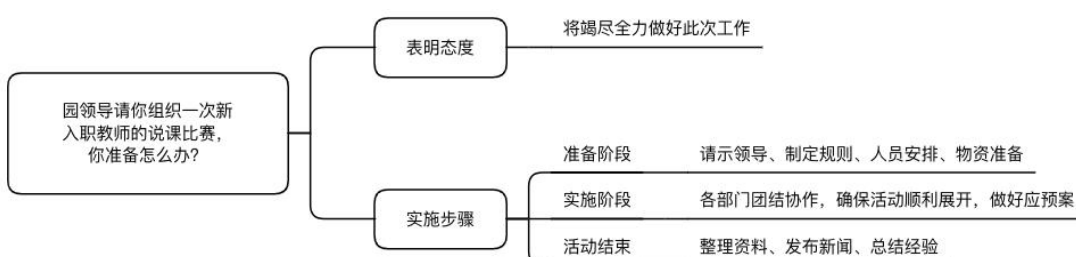 园领导请你组织一次新
入职教师的说课比赛，
你准备怎么办？
表明态度
将竭尽全力做好此次工作
实施步骤
准备阶段 请示领导、制定规则、人员安排、物资准备
实施阶段 各部门团结协作，确保活动顺利展开，做好应预案
活动结束 整理资料、发布新闻、总结经验